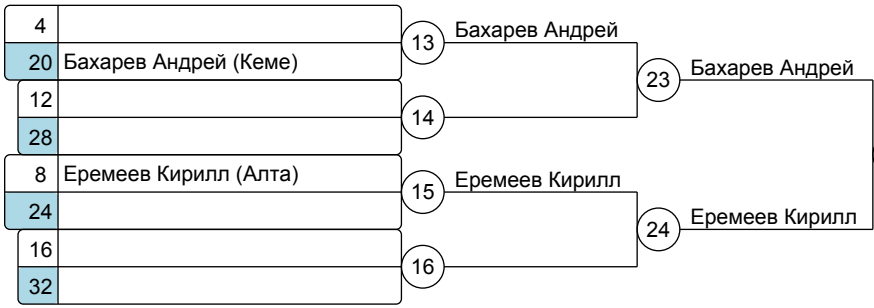 4
20 Бахарев Андрей (Кеме)
12
28
8 Еремеев Кирилл (Алта)
24
16
32
13 Бахарев Андрей
14
15 Еремеев Кирилл
16
23 Бахарев Андрей
24 Еремеев Кирилл